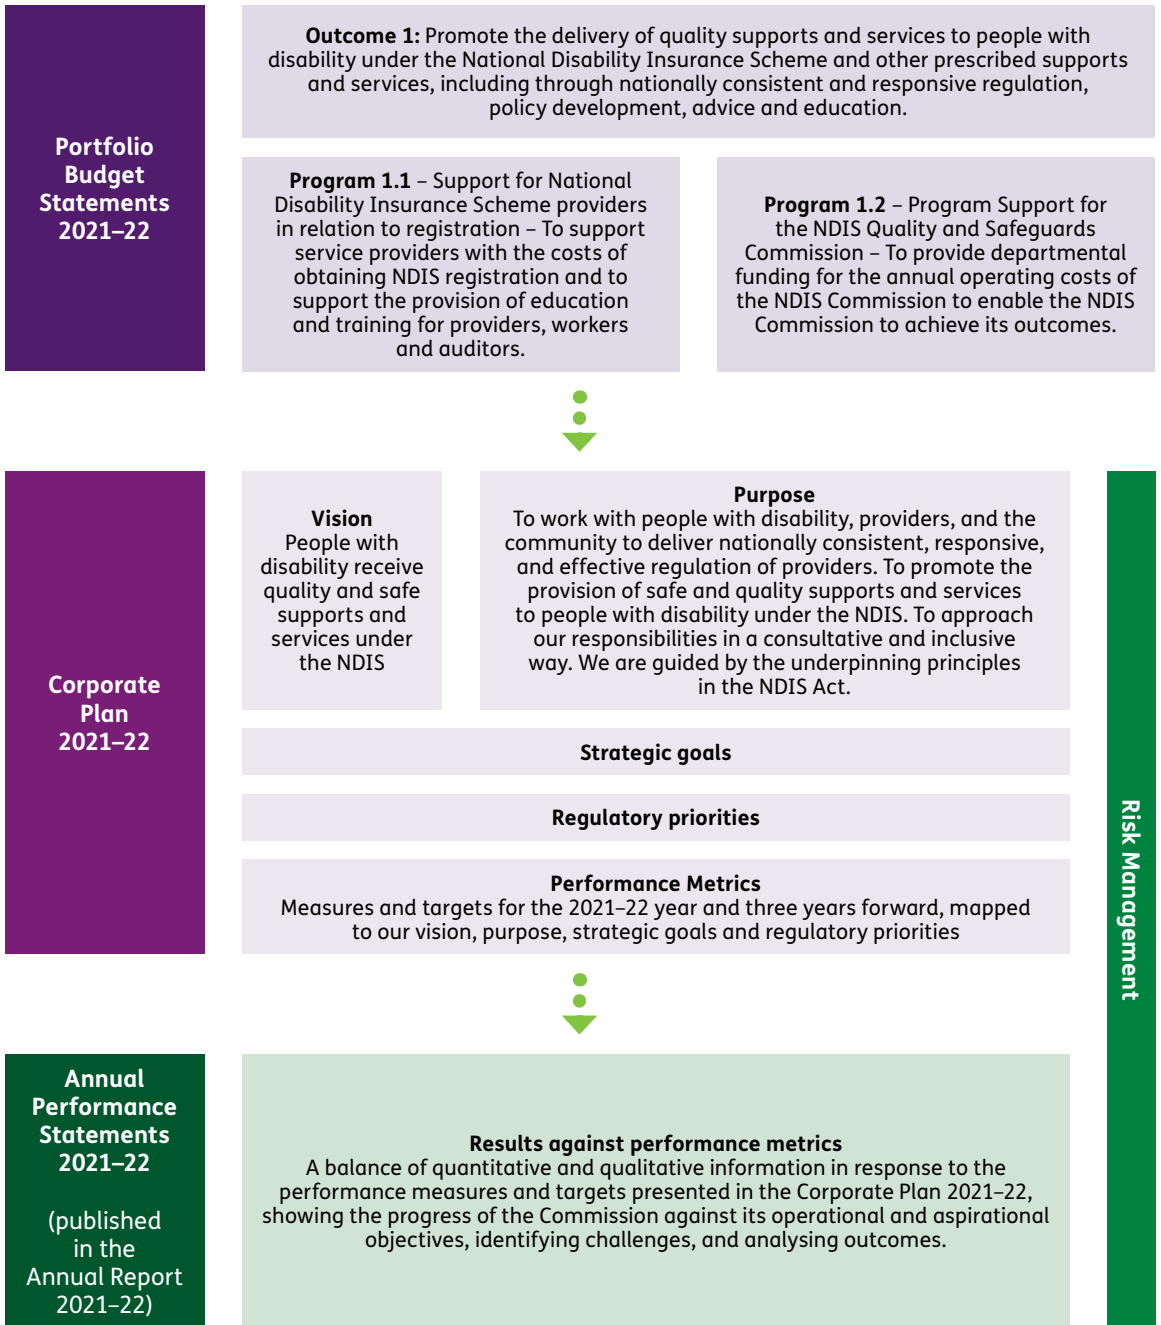 Portfolio
Budget
Statements
2021–22
Outcome 1: Promote the delivery of quality supports and services to people with
disability under the National Disability Insurance Scheme and other prescribed supports
and services, including through nationally consistent and responsive regulation,
policy development, advice and education.
Program 1.1 – Support for National
Disability Insurance Scheme providers
in relation to registration – To support
service providers with the costs of
obtaining NDIS registration and to
support the provision of education
and training for providers, workers
and auditors.
Program 1.2 – Program Support for
the NDIS Quality and Safeguards
Commission – To provide departmental
funding for the annual operating costs of
the NDIS Commission to enable the NDIS
Commission to achieve its outcomes.
Corporate
Plan
2021–22
Vision
People with
disability receive
quality and safe
supports and
services under
the NDIS
Purpose
To work with people with disability, providers, and the
community to deliver nationally consistent, responsive,
and effective regulation of providers. To promote the
provision of safe and quality supports and services
to people with disability under the NDIS. To approach
our responsibilities in a consultative and inclusive
way. We are guided by the underpinning principles
in the NDIS Act.
Strategic goals
Regulatory priorities
Performance Metrics
Measures and targets for the 2021–22 year and three years forward, mapped
to our vision, purpose, strategic goals and regulatory priorities
Risk Management
Annual
Performance
Statements
2021–22
(published
in the
Annual Report
2021–22)
Results against performance metrics
A balance of quantitative and qualitative information in response to the
performance measures and targets presented in the Corporate Plan 2021–22,
showing the progress of the Commission against its operational and aspirational
objectives, identifying challenges, and analysing outcomes.